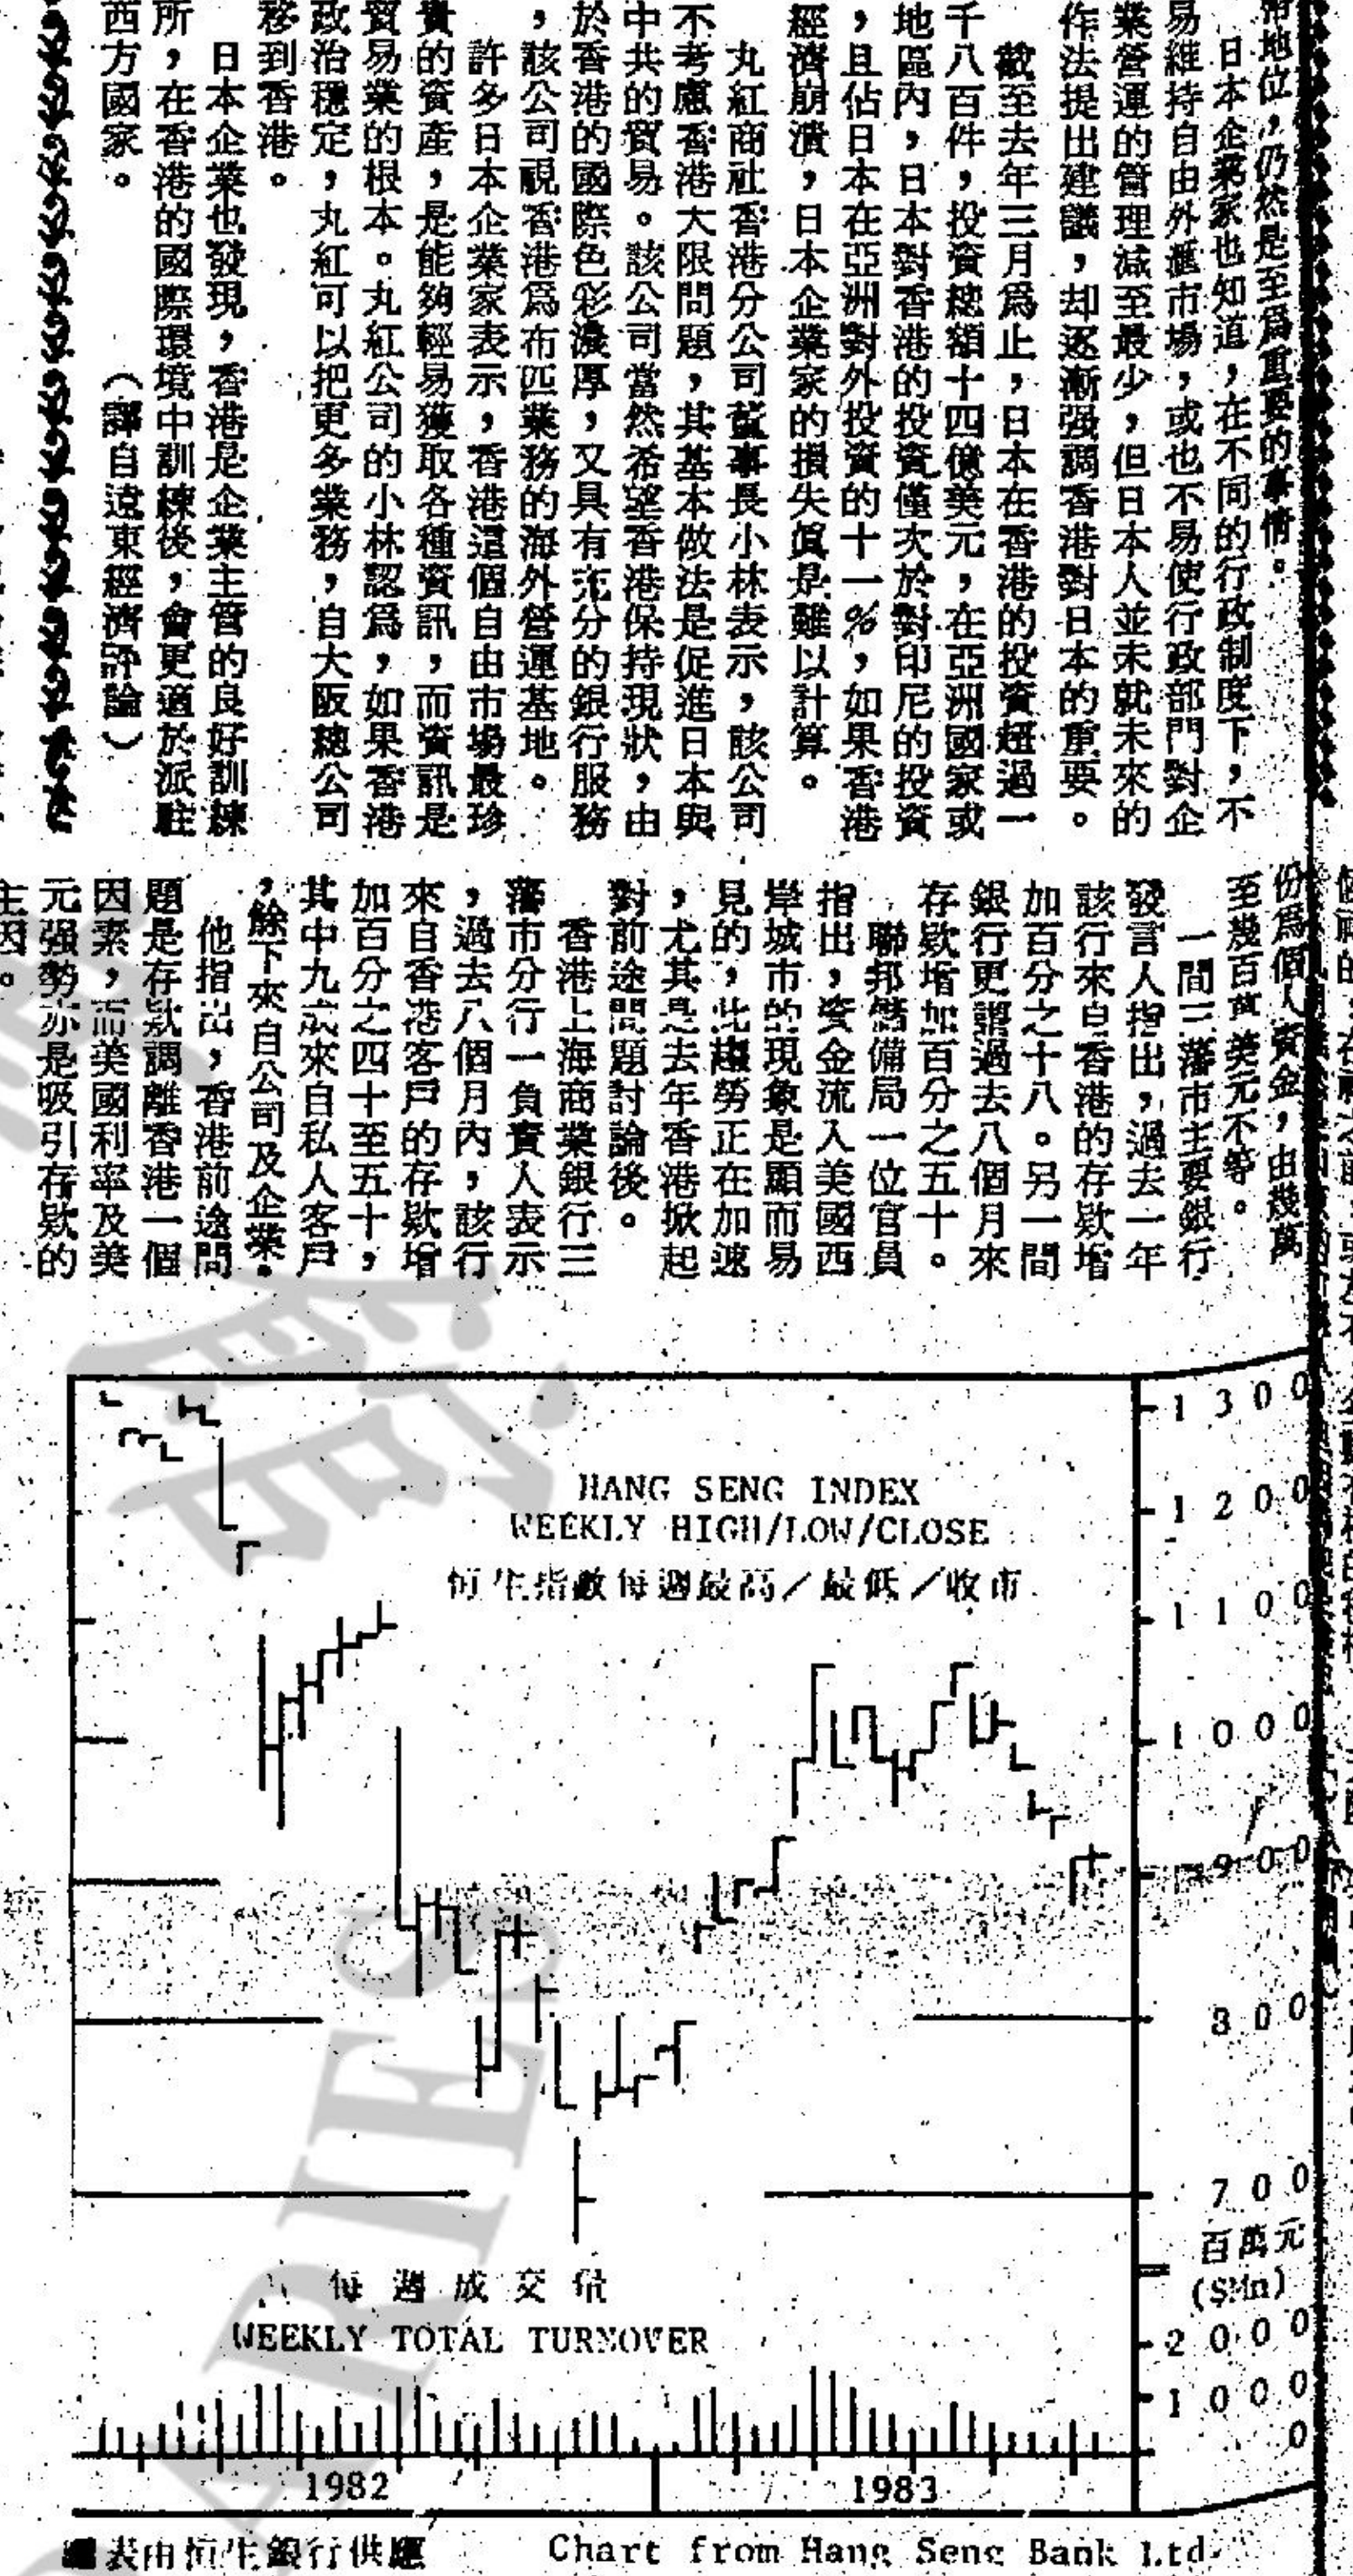 常地位，仍然是至爲重要的事情。
日本企業家也知道，在不同的行政制度下，不
易維持自由外滙市場，或也不易使行政部門對企
業營運的管理減至最少，但日本人並未就未來的
作法提出建議，却逐漸强調香港對日本的重要。
截至去年三月爲止，日本在香港的投資超過一
千八百件，投資總額十四億美元，在亞洲國家或
地區內，日本對香港的投資僅次於對印尼的投資
，且佔日本在亞洲對外投資的十一％，如果香港
經濟崩潰，日本企業家的損失眞是難以計算。
丸紅商社香港分公司董事長小林表示，該公司
不考慮香港大限問題，其基本做法是促進日本與
中共的貿易。該公司當然希望香港保持現狀，由
於香港的國際色彩濃厚，又具有充分的銀行服務
，該公司視香港爲布匹業務的海外營運基地。
許多日本企業家表示，香港這個自由市場最珍
貴的資產，是能夠輕易獲取各種資訊，而資訊是
貿易業的根本。丸紅公司的小林認爲，如果香港
政治穩定，丸紅可以把更多業務，自大阪總公司
移到香港。
日本企業也發現，香港是企業主管的良好訓練
所，在香港的國際環境中訓練後，會更適於派駐
西方國家。
（譯自遠東經濟評論）
份爲個人資金，由幾萬
至幾百萬美元不等。
一間三藩市主要銀行
發言人指出，過去一年
該行來自香港的存欵增
加百分之十八。另一間
銀行更謂過去八個月來
存欵增加百分之五十。
聯邦儲備局一位官員
指出，資金流入美國西
岸城市的現象是顯而易
見的，此趨勢正在加速
，尤其是去年香港掀起
對前途問題討論後。
香港上海商業銀行三
藩市分行一負責人表示
，過去八個月內，該行
來自香港客戶的存欵增
加百分之四十至五十，
其中九成來自私人客戶
，餘下來自公司及企業。
他指出，香港前途問
題是存欵調離香港一個
因素，而美國利率及美
元强勢亦是吸引存欵的
主因。
HANG SENG INDEX
WEEKLY HIGH/LOW/CLOSE
恒生指數每週最高／最低／收市
1300
1200
1100
1000
900
800
700
百萬元
($Mn)
每週成交值
WEEKLY TOTAL TURNOVER
2000
1000
0
1982
1983
圖表由恒生銀行供應
Chart from Hang Seng Bank Ltd.